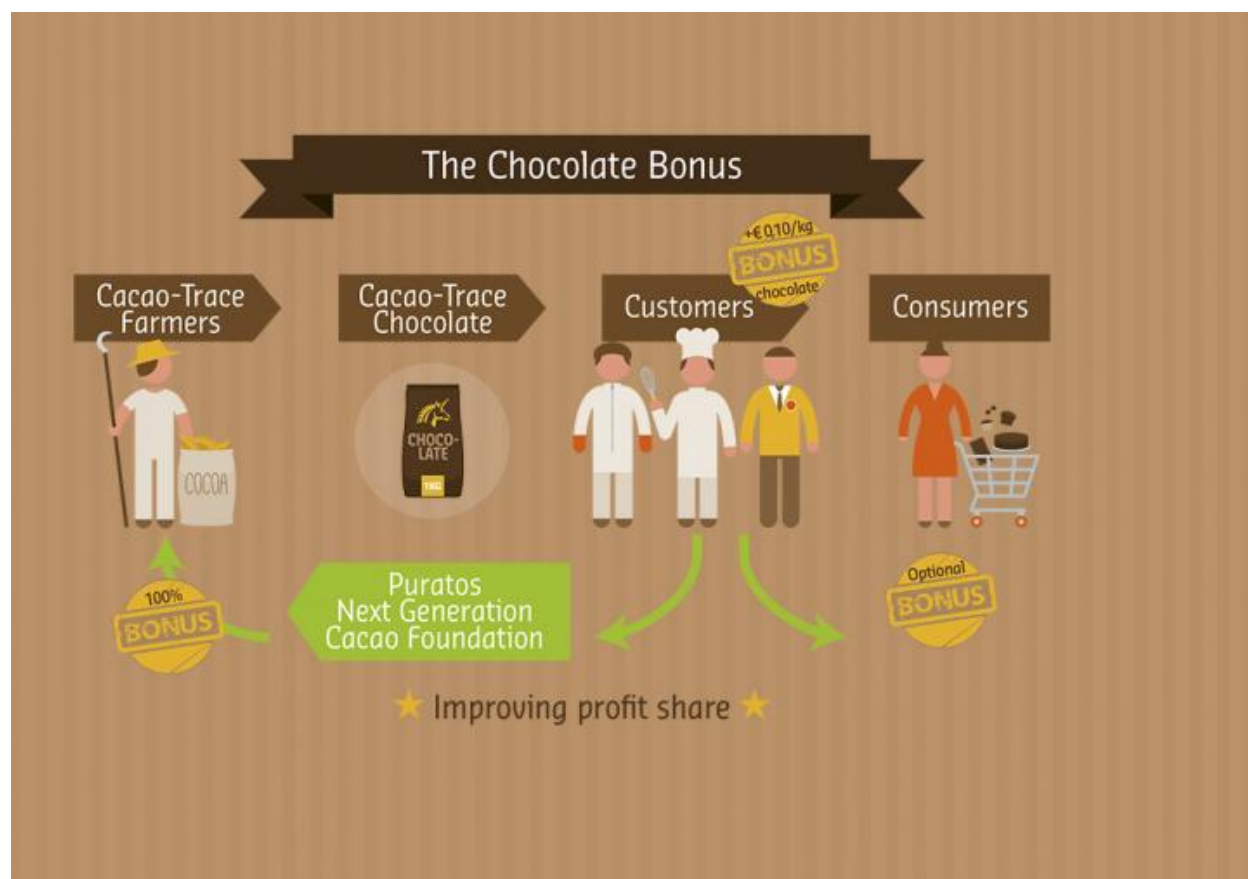 The Chocolate Bonus
+€ 0,10/kg
BONUS
chocolate
Cacao-Trace
Farmers
Cacao-Trace
Chocolate
Customers
Consumers
CHOCO-
LATE
1KG
COCOA
Puratos
Next Generation
Cacao Foundation
100%
BONUS
Optional
BONUS
Improving profit share